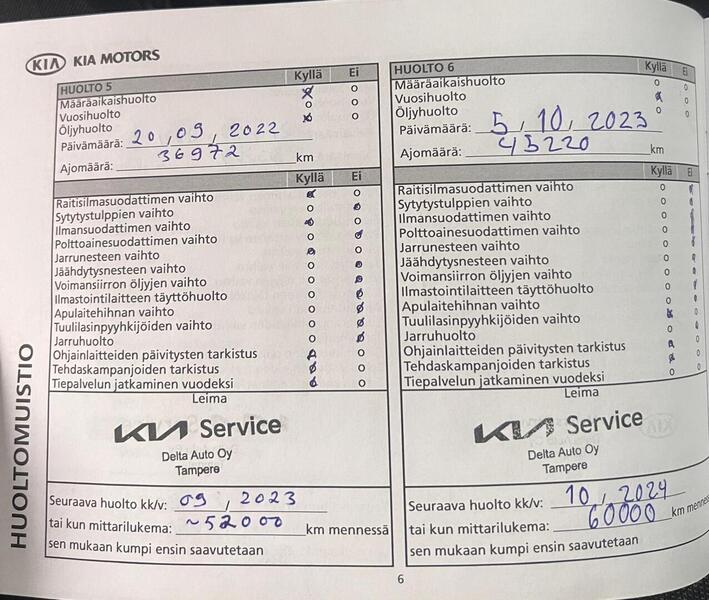 KIA KIA MOTORS
HUOLTO 5 Kyllä Ei
Määräaikaishuolto
Vuosihuolto
Öljyhuolto
Päivämäärä: 20, 09, 2022
Ajomäärä: 36972 km
Kyllä Ei
Raitisilmasuodattimen vaihto
Sytytystulppien vaihto
Ilmansuodattimen vaihto
Polttoainesuodattimen vaihto
Jarrunesteen vaihto
Jäähdytysnesteen vaihto
Voimansiirron öljyjen vaihto
Ilmastointilaitteen täyttöhuolto
Apulaitehihnan vaihto
Tuulilasinpyyhkijöiden vaihto
Jarruhuolto
Ohjainlaitteiden päivitysten tarkistus
Tehdaskampanjoiden tarkistus
Tiepalvelun jatkaminen vuodeksi
Leima
KIA Service
Delta Auto Oy
Tampere
Seuraava huolto kk/v: 09, 2023
tai kun mittarilukema: ~52000 km mennessä
sen mukaan kumpi ensin saavutetaan
HUOLTO 6 Kyllä Ei
Määräaikaishuolto
Vuosihuolto
Öljyhuolto
Päivämäärä: 5, 10, 2023
Ajomäärä: 45220 km
Kyllä Ei
Raitisilmasuodattimen vaihto
Sytytystulppien vaihto
Ilmansuodattimen vaihto
Polttoainesuodattimen vaihto
Jarrunesteen vaihto
Jäähdytysnesteen vaihto
Voimansiirron öljyjen vaihto
Ilmastointilaitteen täyttöhuolto
Apulaitehihnan vaihto
Tuulilasinpyyhkijöiden vaihto
Jarruhuolto
Ohjainlaitteiden päivitysten tarkistus
Tehdaskampanjoiden tarkistus
Tiepalvelun jatkaminen vuodeksi
Leima
KIA Service
Delta Auto Oy
Tampere
Seuraava huolto kk/v: 10, 2024
tai kun mittarilukema: 60000 km
sen mukaan kumpi ensin saavutetaan
HUOLTOMUISTIO
6